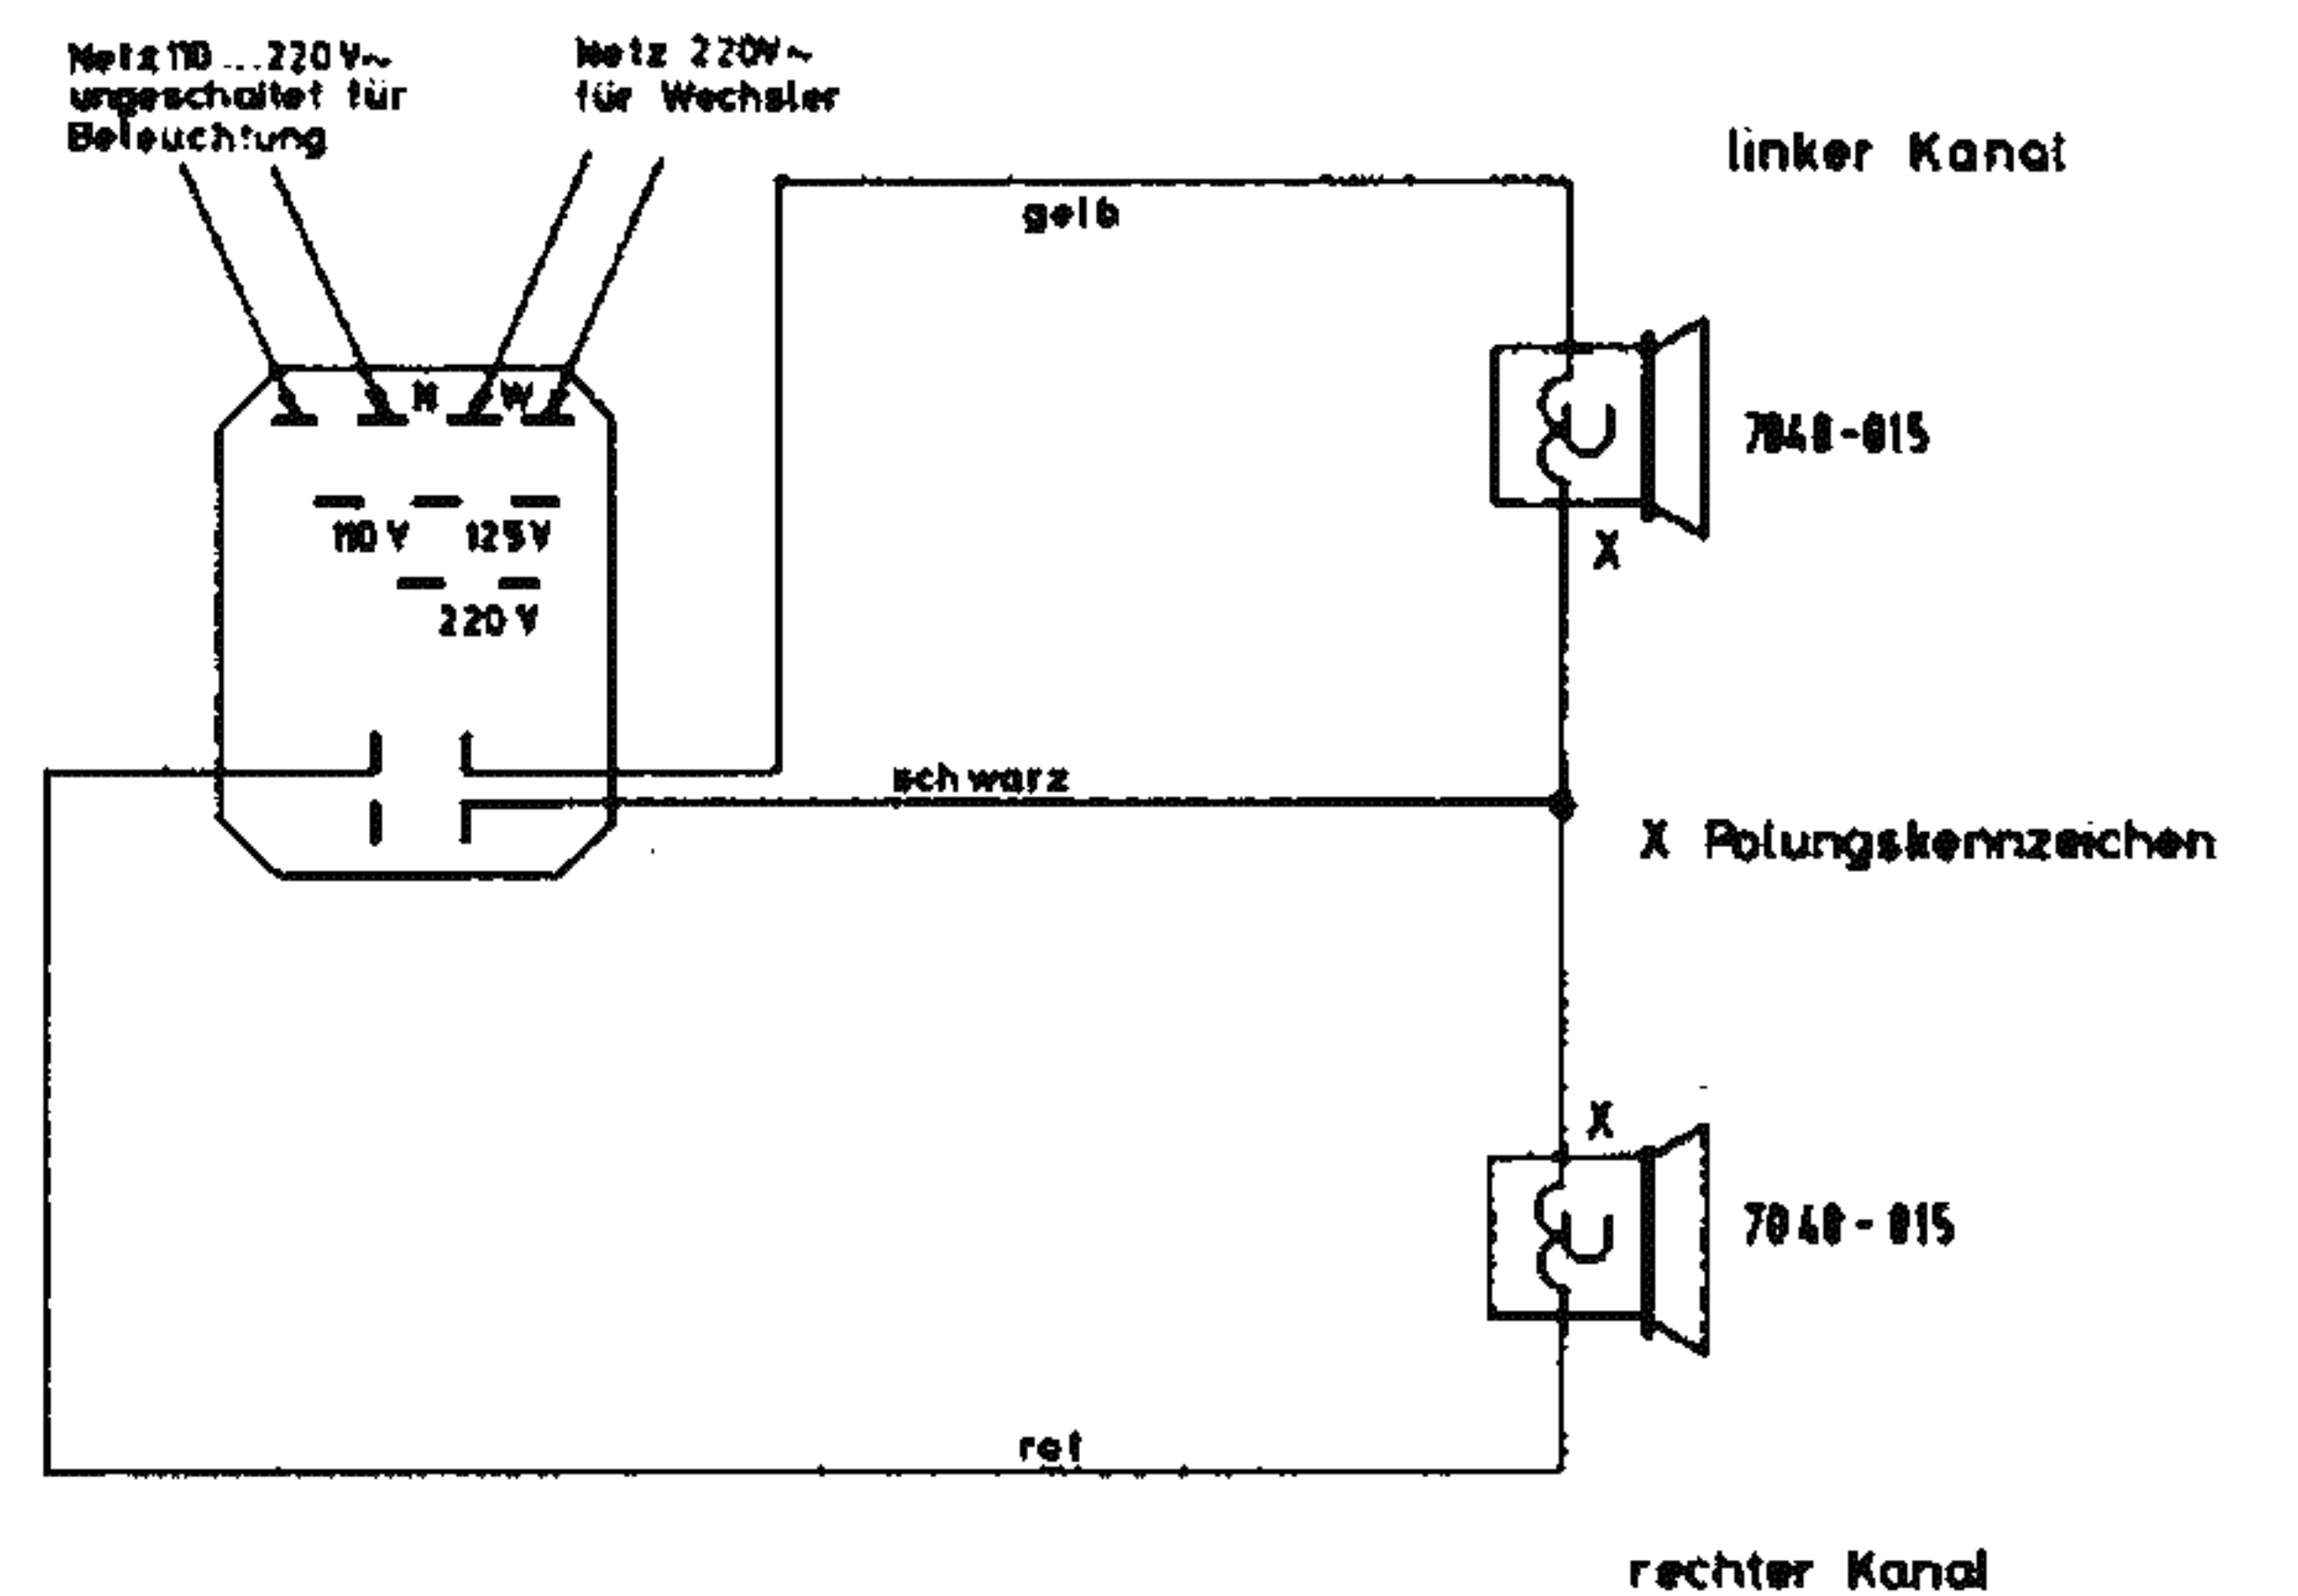 Netz 110 ... 220 V~
ungeschaltet für
Beleuchtung
Netz 220V~
für Wechsler
linker Kanal
gelb
N W
7040-015
110 V 125 V
X
220 V
schwarz
X Polungskennzeichen
X
7040-015
rot
rechter Kanal